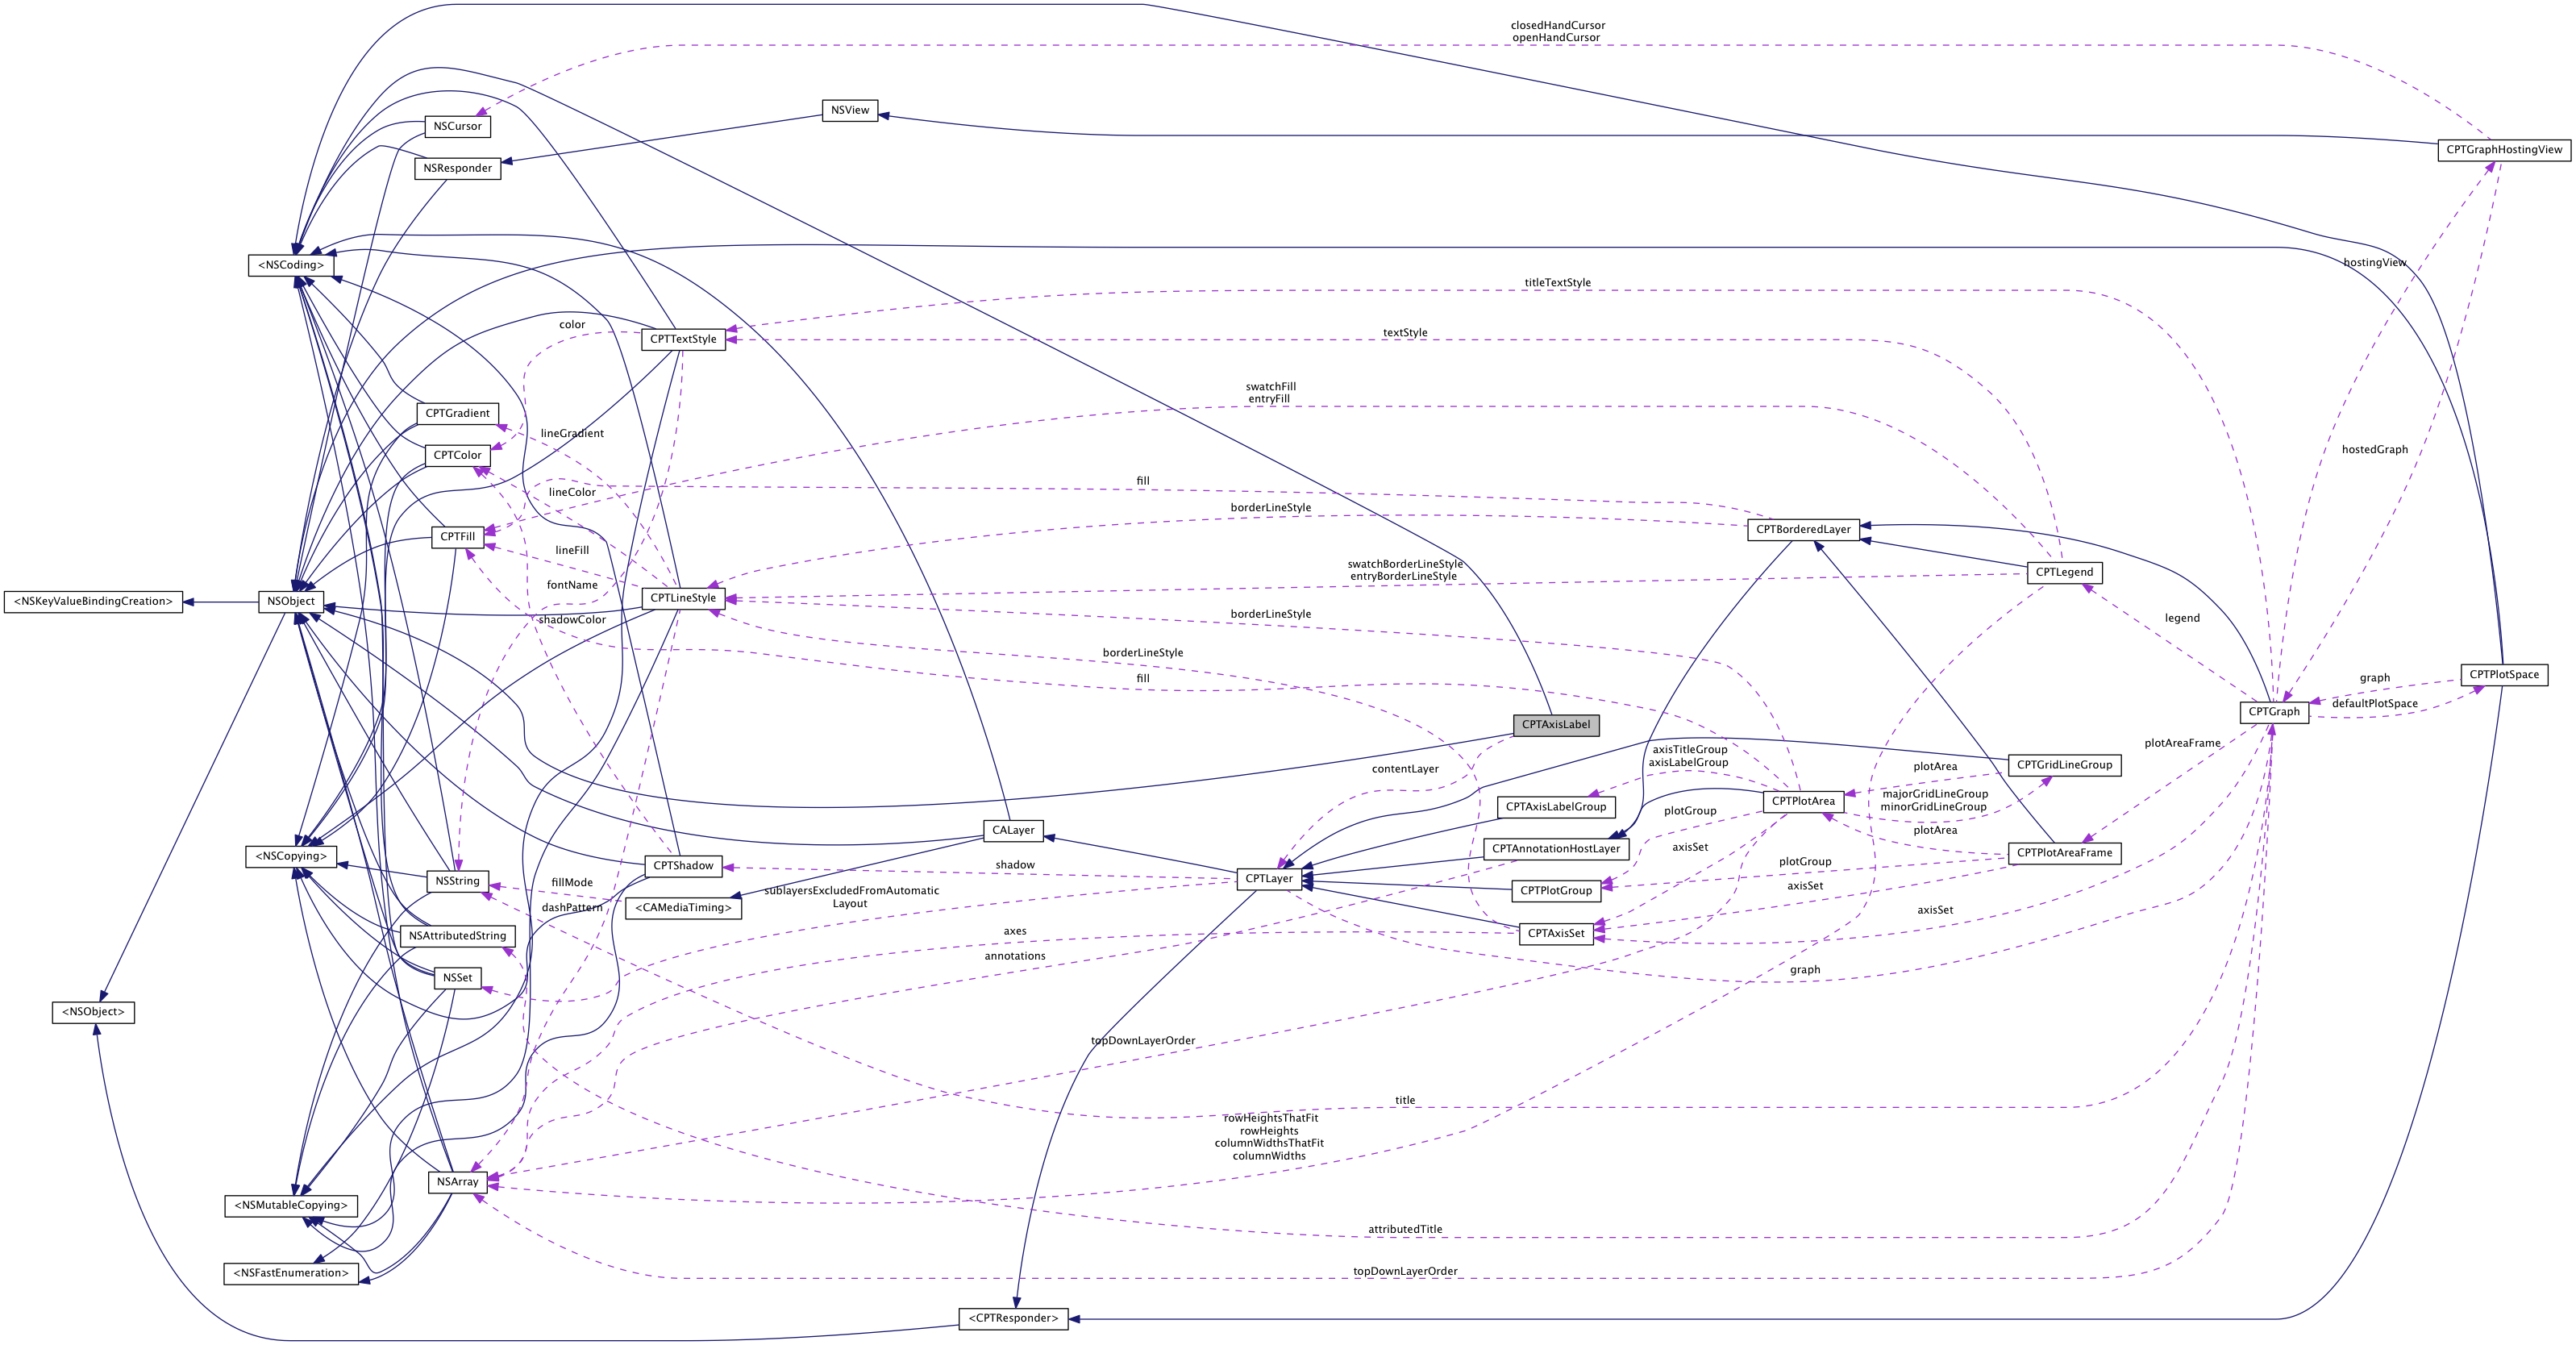 closedHandCursor
openHandCursor
NSView
NSCursor
CPTGraphHostingView
NSResponder
<NSCoding>
hostingView
titleTextStyle
color
textStyle
CPTTextStyle
swatchFill
entryFill
CPTGradient
lineGradient
hostedGraph
CPTColor
fill
lineColor
borderLineStyle
CPTBorderedLayer
CPTFill
lineFill
swatchBorderLineStyle
entryBorderLineStyle
CPTLegend
fontName
<NSKeyValueBindingCreation>
NSObject
CPTLineStyle
borderLineStyle
shadowColor
legend
borderLineStyle
fill
graph
CPTPlotSpace
defaultPlotSpace
CPTGraph
CPTAxisLabel
plotAreaFrame
axisTitleGroup
axisLabelGroup
contentLayer
plotArea
CPTGridLineGroup
majorGridLineGroup
minorGridLineGroup
CPTPlotArea
CPTAxisLabelGroup
plotGroup
CALayer
plotArea
axisSet
CPTAnnotationHostLayer
CPTPlotAreaFrame
<NSCopying>
CPTShadow
shadow
plotGroup
NSString
CPTLayer
fillMode
sublayersExcludedFromAutomatic
Layout
CPTPlotGroup
axisSet
dashPattern
<CAMediaTiming>
axisSet
axes
CPTAxisSet
NSAttributedString
annotations
graph
NSSet
<NSObject>
topDownLayerOrder
title
rowHeightsThatFit
rowHeights
columnWidthsThatFit
columnWidths
NSArray
<NSMutableCopying>
attributedTitle
<NSFastEnumeration>
topDownLayerOrder
<CPTResponder>